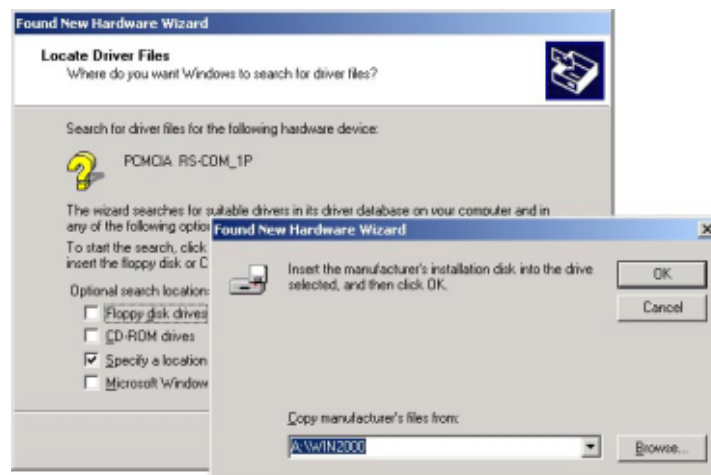 Found New Hardware Wizard
Locate Driver Files
Where do you want Windows to search for driver files?
Search for driver files for the following hardware device:
PCMCIA RS-COM_1P
The wizard searches for suitable drivers in its driver database on your computer and in
any of the following optio
To start the search, click
insert the floppy disk or C
Optional search location
Floppy disk drives
CD-ROM drives
Specify a location
Microsoft Window
Found New Hardware Wizard
Insert the manufacturer's installation disk into the drive
selected, and then click OK.
OK
Cancel
Copy manufacturer's files from:
A:\WIN2000
Browse...